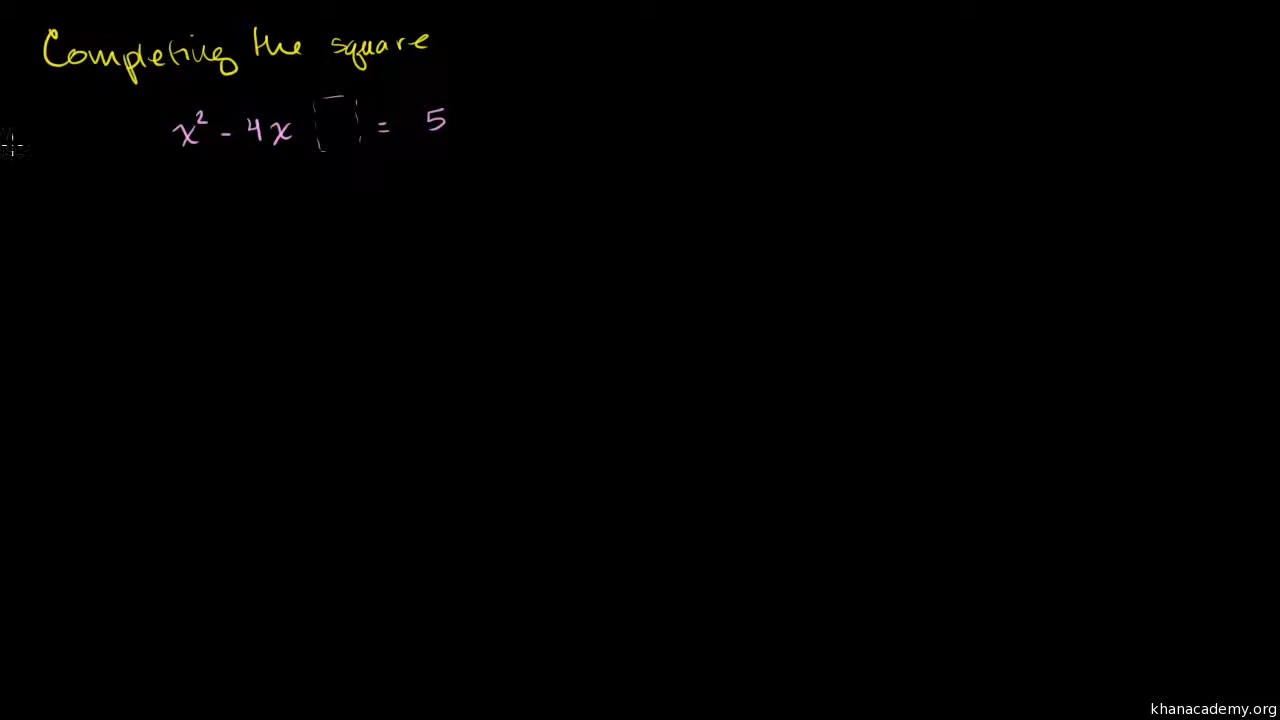 Completing the square
x² - 4x = 5
khanacademy.org